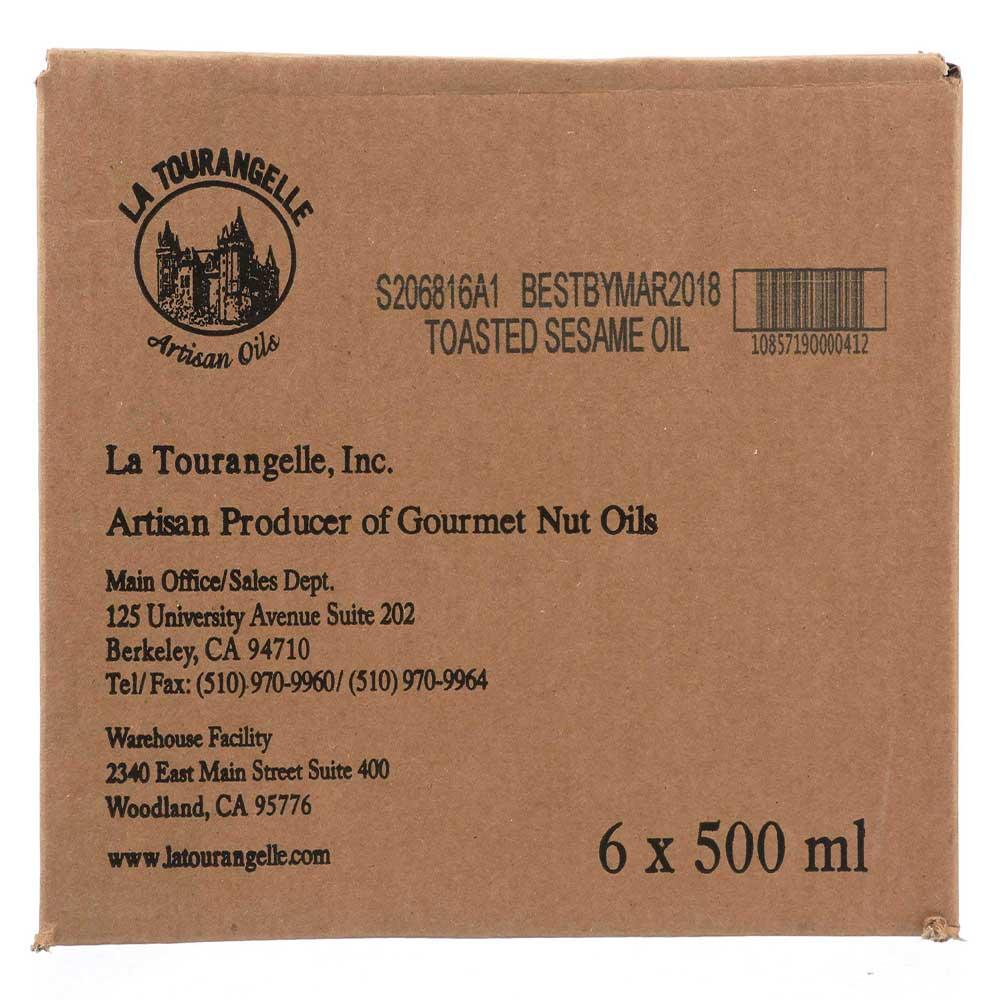 LA TOURANGELLE
Artisan Oils
S206816A1 BESTBYMAR2018
TOASTED SESAME OIL
10857190000412
La Tourangelle, Inc.
Artisan Producer of Gourmet Nut Oils
Main Office/Sales Dept.
125 University Avenue Suite 202
Berkeley, CA 94710
Tel/Fax: (510) 970-9960/ (510) 970-9964
Warehouse Facility
2340 East Main Street Suite 400
Woodland, CA 95776
www.latourangelle.com
6 x 500 ml